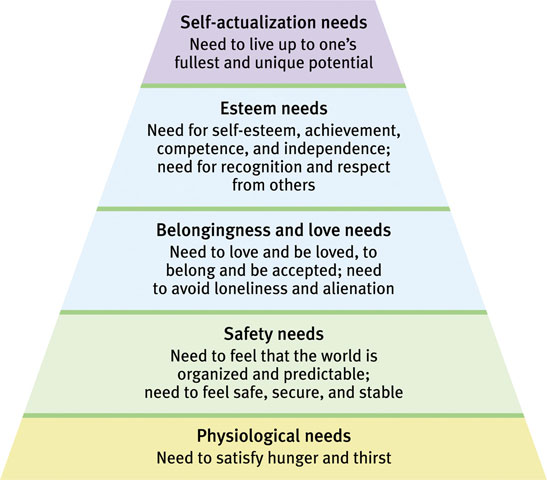 Self-actualization needs
Need to live up to one's
fullest and unique potential
Esteem needs
Need for self-esteem, achievement,
competence, and independence;
need for recognition and respect
from others
Belongingness and love needs
Need to love and be loved, to
belong and be accepted; need
to avoid loneliness and alienation
Safety needs
Need to feel that the world is
organized and predictable;
need to feel safe, secure, and stable
Physiological needs
Need to satisfy hunger and thirst